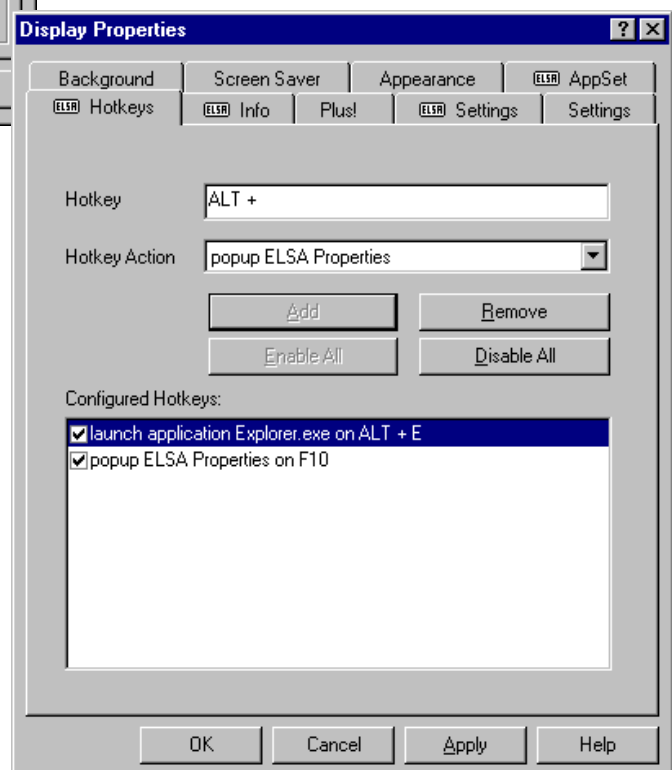 Display Properties
Background Screen Saver Appearance ELSA AppSet
ELSA Hotkeys ELSA Info Plus! ELSA Settings Settings
Hotkey ALT +
Hotkey Action popup ELSA Properties
Add Remove
Enable All Disable All
Configured Hotkeys:
launch application Explorer.exe on ALT + E
popup ELSA Properties on F10
OK Cancel Apply Help